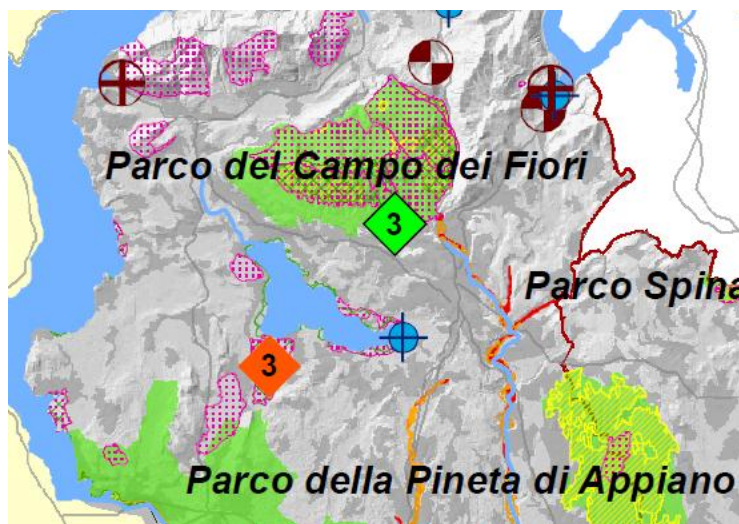 Parco del Campo dei Fiori
3
Parco Spina
3
Parco della Pineta di Appiano